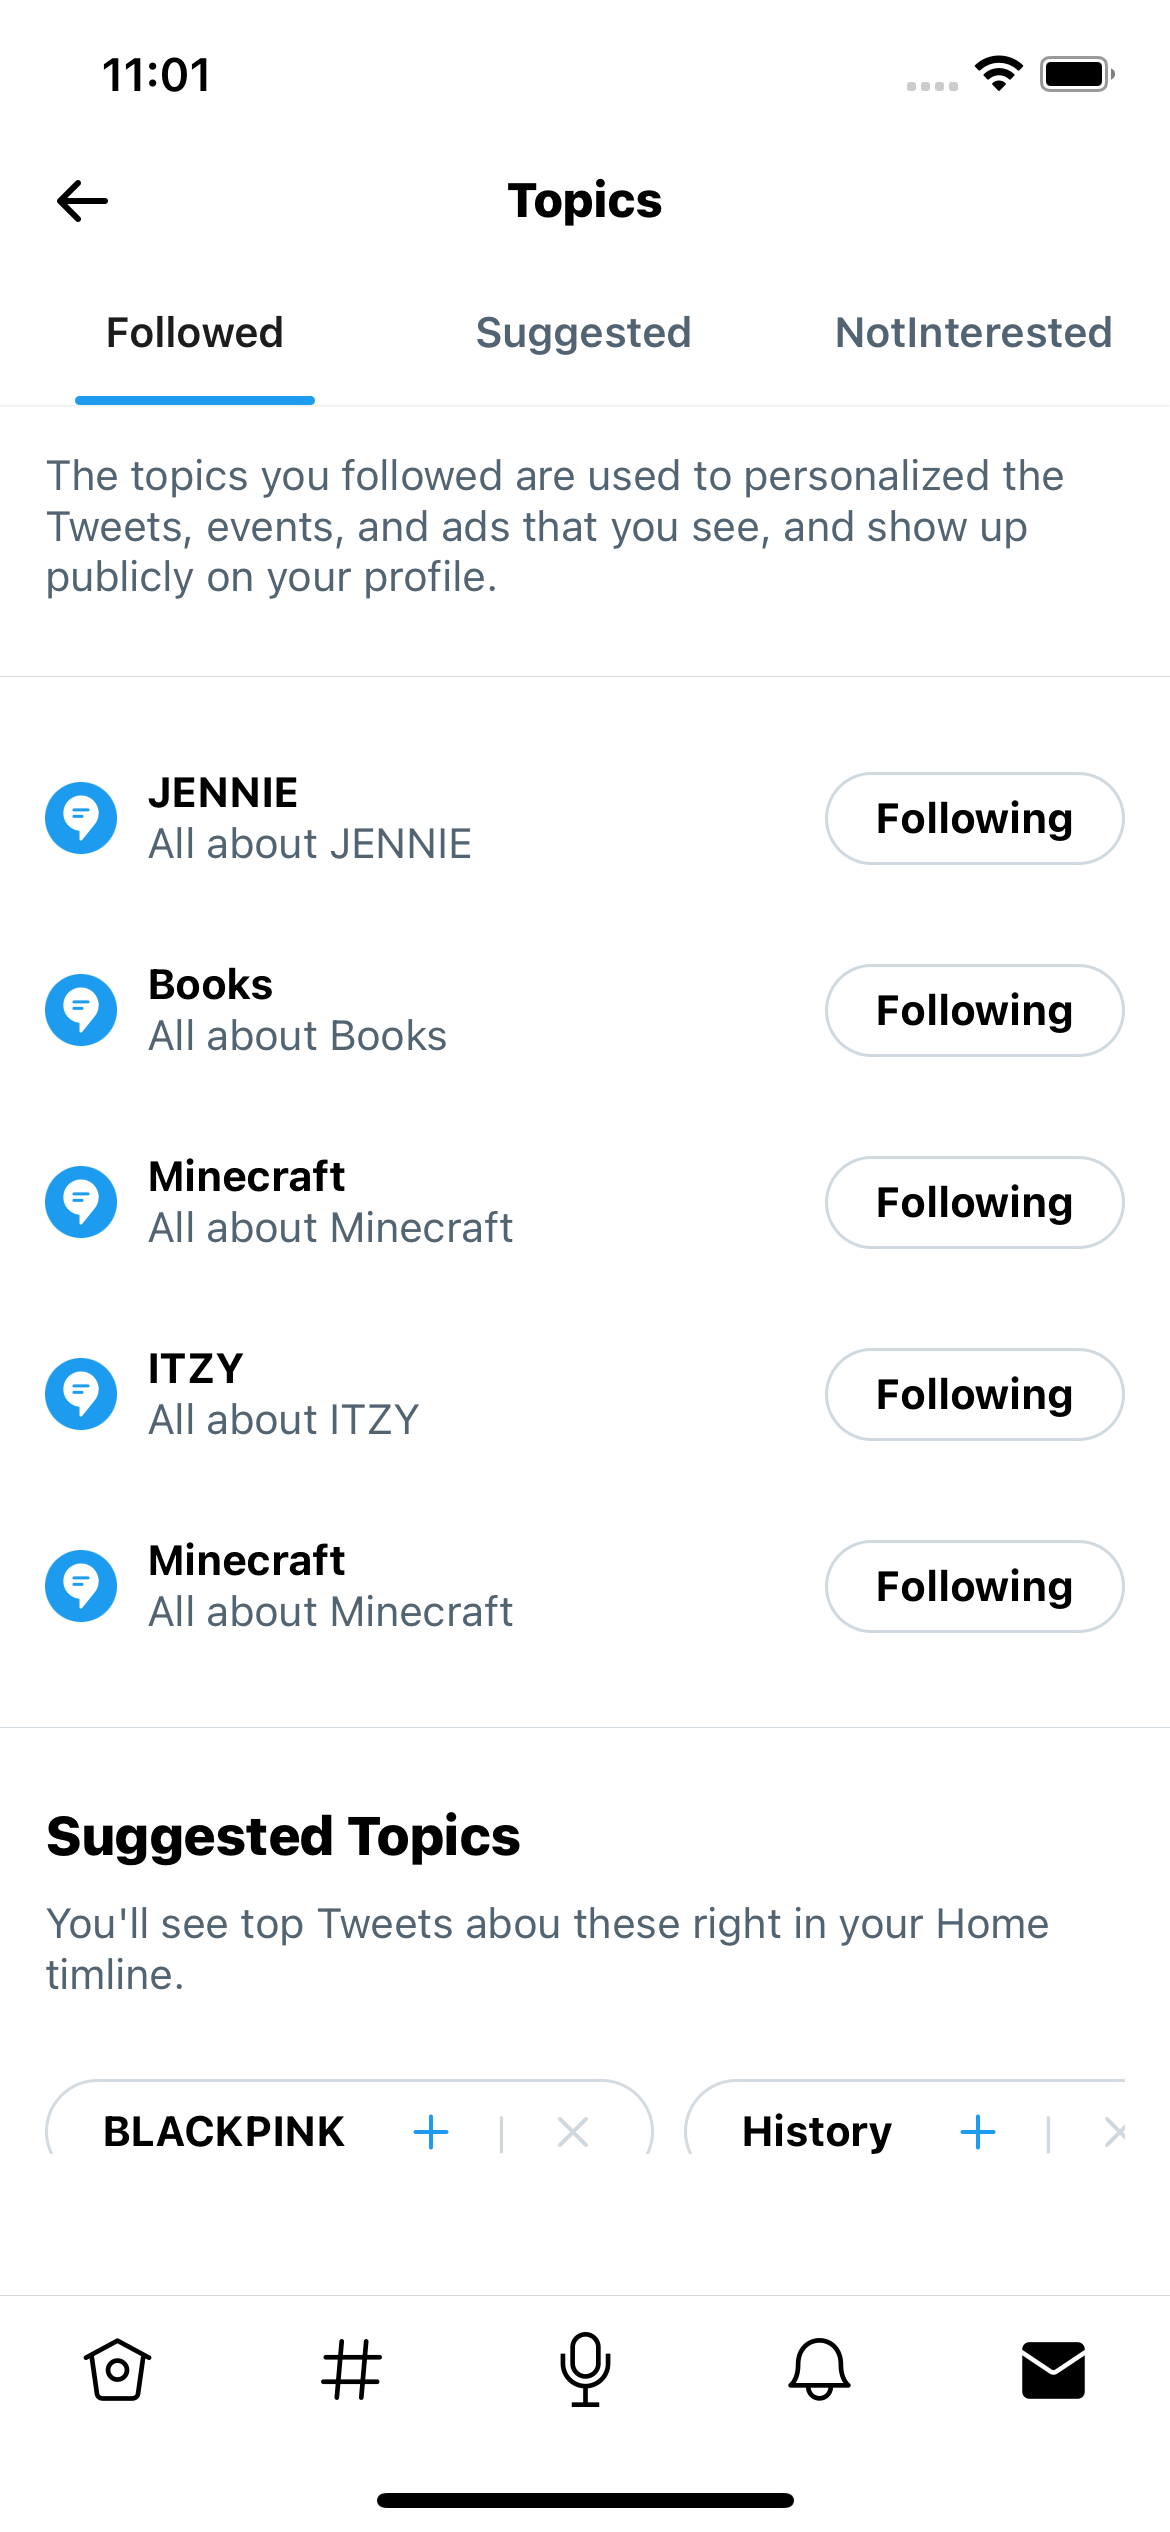 11:01
Topics
Followed Suggested NotInterested
The topics you followed are used to personalized the
Tweets, events, and ads that you see, and show up
publicly on your profile.
JENNIE
All about JENNIE
Following
Books
All about Books
Following
Minecraft
All about Minecraft
Following
ITZY
All about ITZY
Following
Minecraft
All about Minecraft
Following
Suggested Topics
You'll see top Tweets abou these right in your Home
timline.
BLACKPINK History